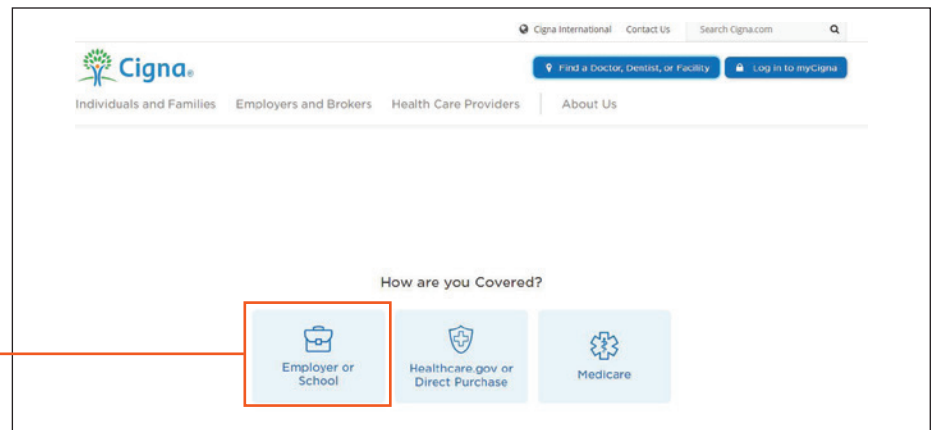 Cigna International Contact Us Search Cigna.com
Cigna®
Find a Doctor, Dentist, or Facility Log in to myCigna
Individuals and Families Employers and Brokers Health Care Providers About Us
How are you Covered?
Employer or
School
Healthcare.gov or
Direct Purchase
Medicare